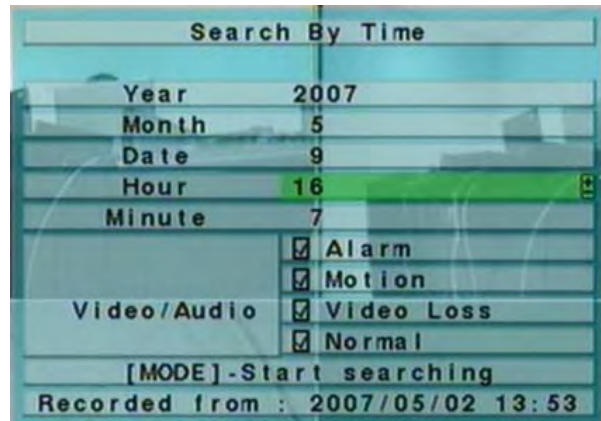 Search By Time
Year 2007
Month 5
Date 9
Hour 16
Minute 7
Alarm
Motion
Video/Audio
Video Loss
Normal
[MODE]-Start searching
Recorded from : 2007/05/02 13:53